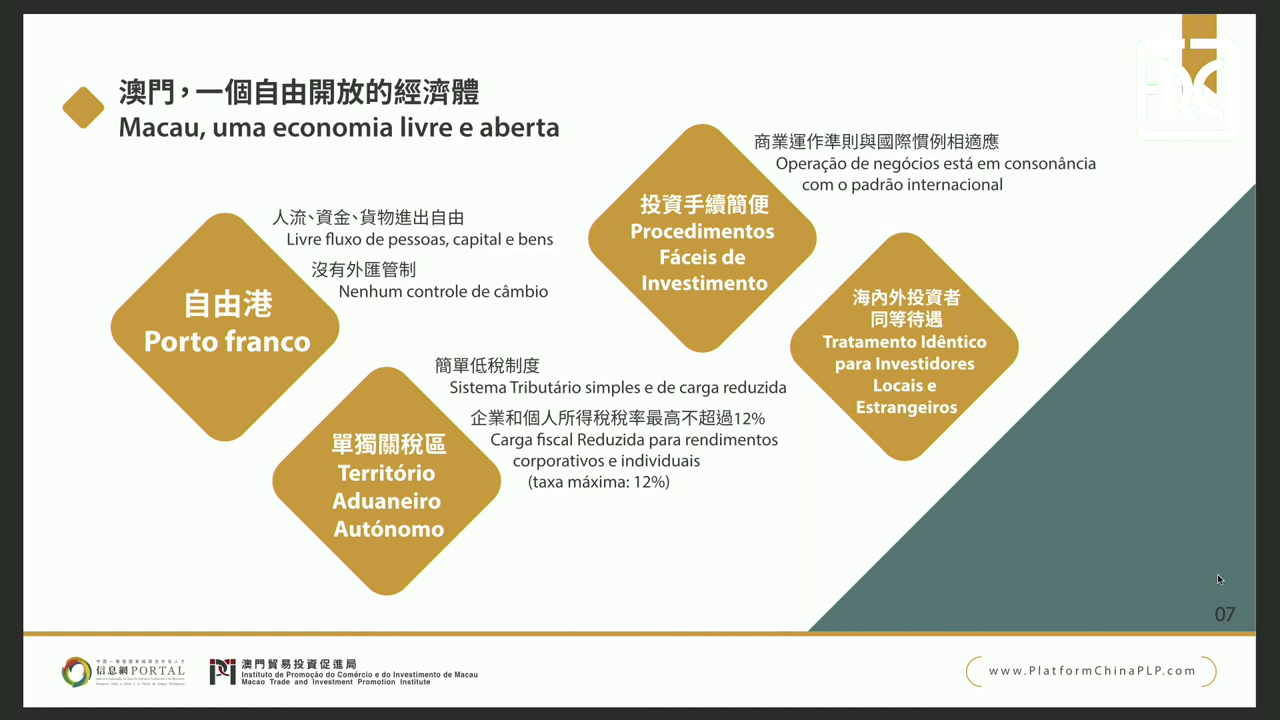 澳門，一個自由開放的經濟體
Macau, uma economia livre e aberta
人流、資金、貨物進出自由
Livre fluxo de pessoas, capital e bens
沒有外匯管制
Nenhum controle de câmbio
自由港
Porto franco
簡單低稅制度
Sistema Tributário simples e de carga reduzida
企業和個人所得稅稅率最高不超過12%
Carga fiscal Reduzida para rendimentos
corporativos e individuais
(taxa máxima: 12%)
單獨關稅區
Território
Aduaneiro
Autónomo
商業運作準則與國際慣例相適應
Operação de negócios está em consonância
com o padrão internacional
投資手續簡便
Procedimentos
Fáceis de
Investimento
海內外投資者
同等待遇
Tratamento Idêntico
para Investidores
Locais e
Estrangeiros
07
信息網 PORTAL
澳門貿易投資促進局
Instituto de Promoção do Comércio e do Investimento de Macau
Macao Trade and Investment Promotion Institute
www.PlatformChinaPLP.com